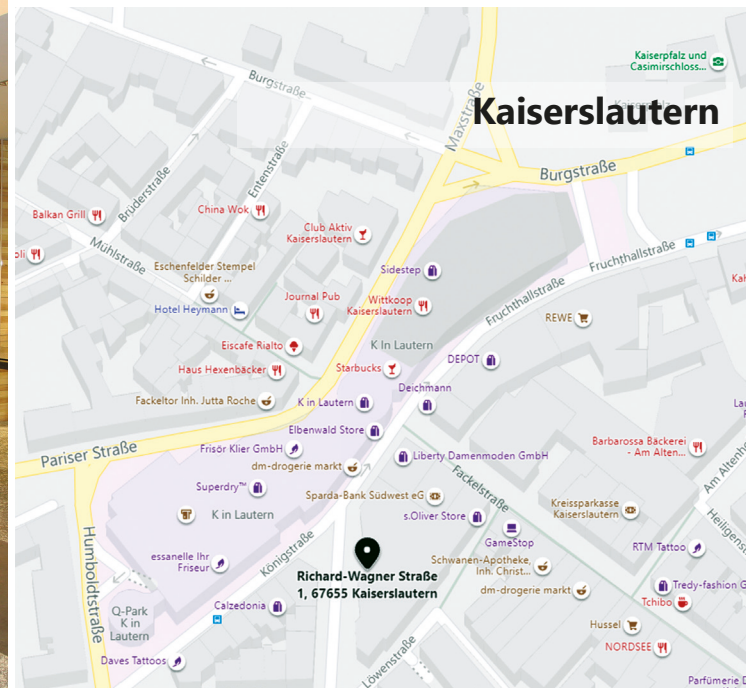 Kaiserslautern
Kaiserpfalz und
Casimirschloss...
Burgstraße
Maxstraße
Burgstraße
Brüderstraße
Entenstraße
Balkan Grill
China Wok
Club Aktiv
Kaiserslautern
Mühlstraße
oli
Eschenfelder Stempel
Schilder ...
Hotel Heymann
Journal Pub
Sidestep
Wittkoop
Kaiserslautern
Fruchthallstraße
Fruchthallstraße
REWE
Eiscafe Rialto
K In Lautern
Haus Hexenbäcker
Starbucks
DEPOT
Deichmann
Fackeltor Inh. Jutta Roche
K in Lautern
Elbenwald Store
Pariser Straße
Frisör Klier GmbH
dm-drogerie markt
Liberty Damenmoden GmbH
Barbarossa Bäckerei
- Am Alten...
Fackelstraße
Superdry™
Sparda-Bank Südwest eG
K in Lautern
s.Oliver Store
GameStop
Kreissparkasse
Kaiserslautern
Humboldtstraße
Königstraße
essanelle Ihr
Friseur
Richard-Wagner Straße
1, 67655 Kaiserslautern
Schwanen-Apotheke,
Inh. Christ...
dm-drogerie markt
RTM Tattoo
Tredy-fashion G
Tchibo
Q-Park
K in
Lautern
Calzedonia
Hussel
NORDSEE
Daves Tattoos
Löwenstraße
Parfümerie D